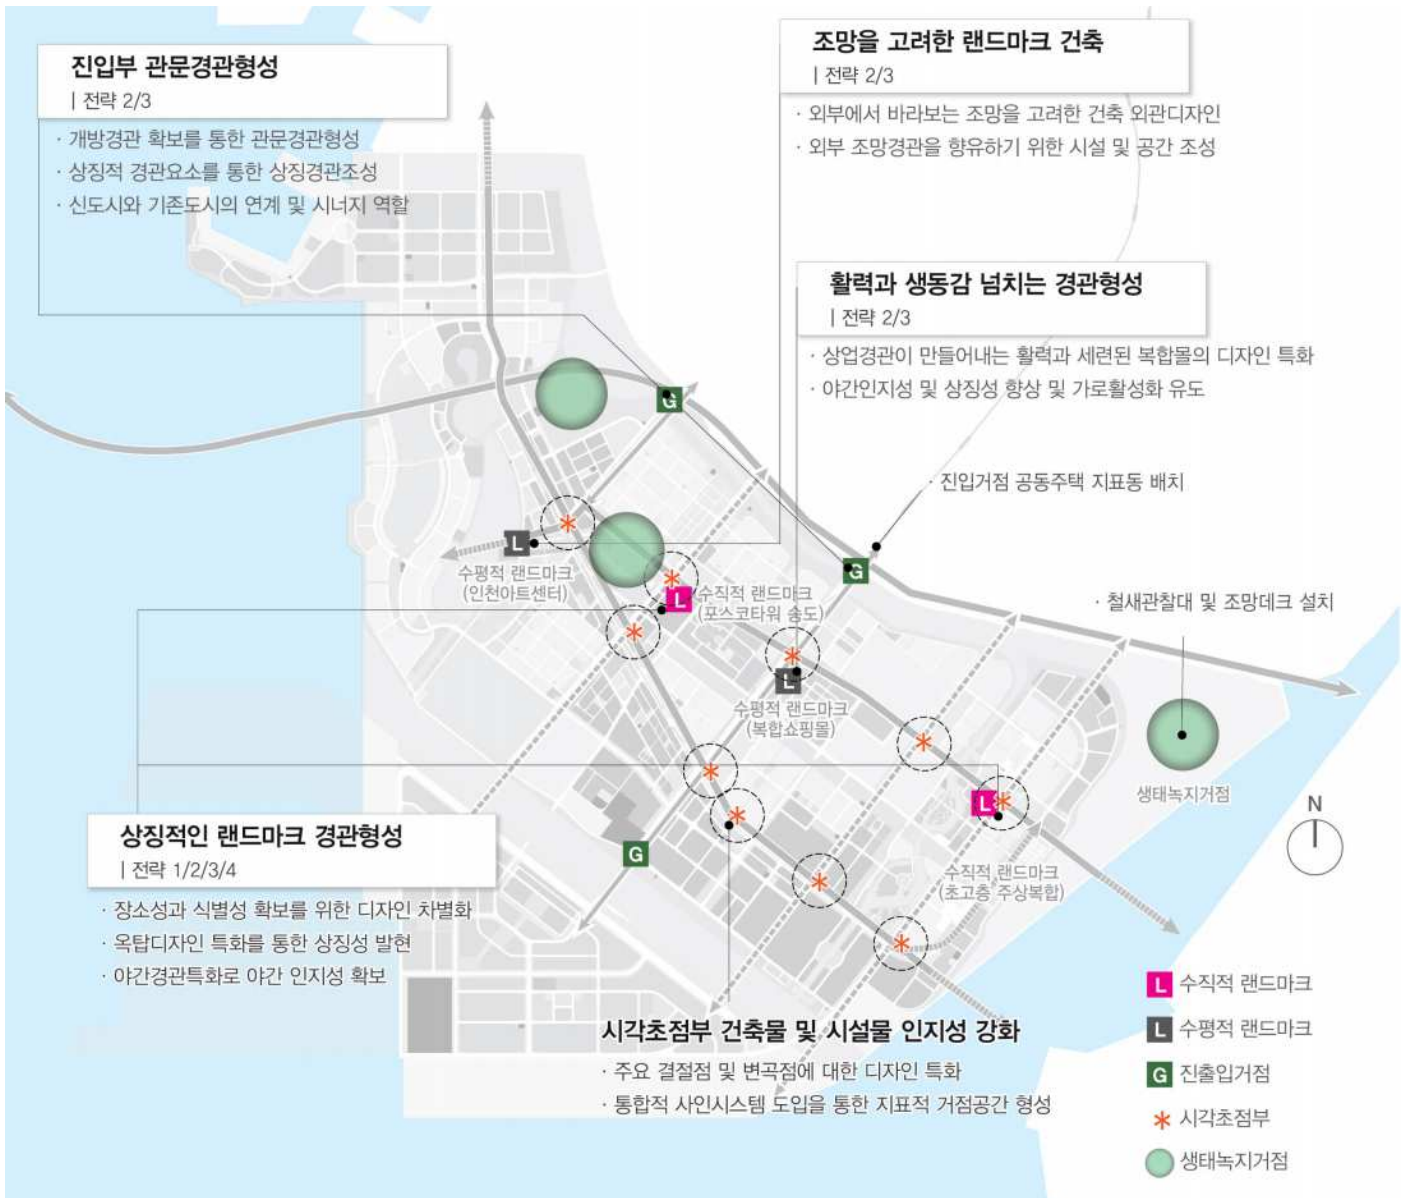 진입부 관문경관형성
| 전략 2/3
· 개방경관 확보를 통한 관문경관형성
· 상징적 경관요소를 통한 상징경관조성
· 신도시와 기존도시의 연계 및 시너지 역할
조망을 고려한 랜드마크 건축
| 전략 2/3
· 외부에서 바라보는 조망을 고려한 건축 외관디자인
· 외부 조망경관을 향유하기 위한 시설 및 공간 조성
활력과 생동감 넘치는 경관형성
| 전략 2/3
· 상업경관이 만들어내는 활력과 세련된 복합몰의 디자인 특화
· 야간인지성 및 상징성 향상 및 가로활성화 유도
G
· 진입거점 공동주택 지표동 배치
L
수평적 랜드마크
(인천아트센터)
G
L
수직적 랜드마크
(포스코타워 송도)
· 철새관찰대 및 조망데크 설치
L
수평적 랜드마크
(복합쇼핑몰)
생태녹지거점
N
L
수직적 랜드마크
(초고층 주상복합)
G
상징적인 랜드마크 경관형성
| 전략 1/2/3/4
· 장소성과 식별성 확보를 위한 디자인 차별화
· 옥탑디자인 특화를 통한 상징성 발현
· 야간경관특화로 야간 인지성 확보
시각초점부 건축물 및 시설물 인지성 강화
· 주요 결절점 및 변곡점에 대한 디자인 특화
· 통합적 사인시스템 도입을 통한 지표적 거점공간 형성
L 수직적 랜드마크
L 수평적 랜드마크
G 진출입거점
시각초점부
생태녹지거점